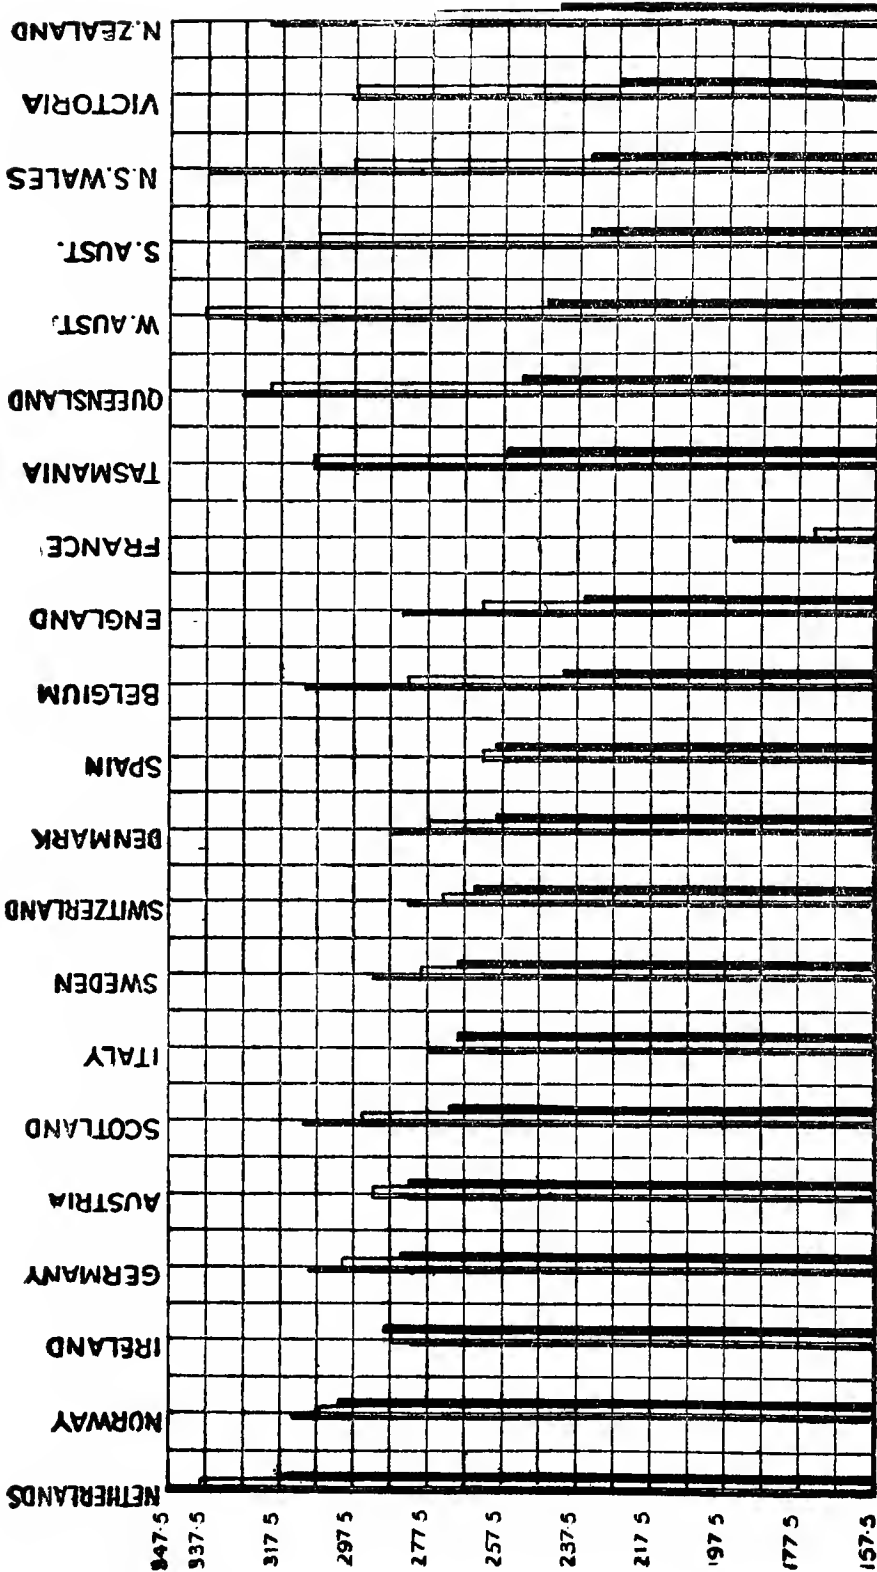 N.ZEALAND
VICTORIA
N.S.WALES
S.AUST.
W.AUST.
QUEENSLAND
TASMANIA
FRANCE
ENGLAND
BELGIUM
SPAIN
DENMARK
SWITZERLAND
SWEDEN
ITALY
SCOTLAND
AUSTRIA
GERMANY
IRELAND
NORWAY
NETHERLANDS
347·5
337·5
317·5
297·5
277·5
257·5
237·5
217·5
197·5
177·5
157·5